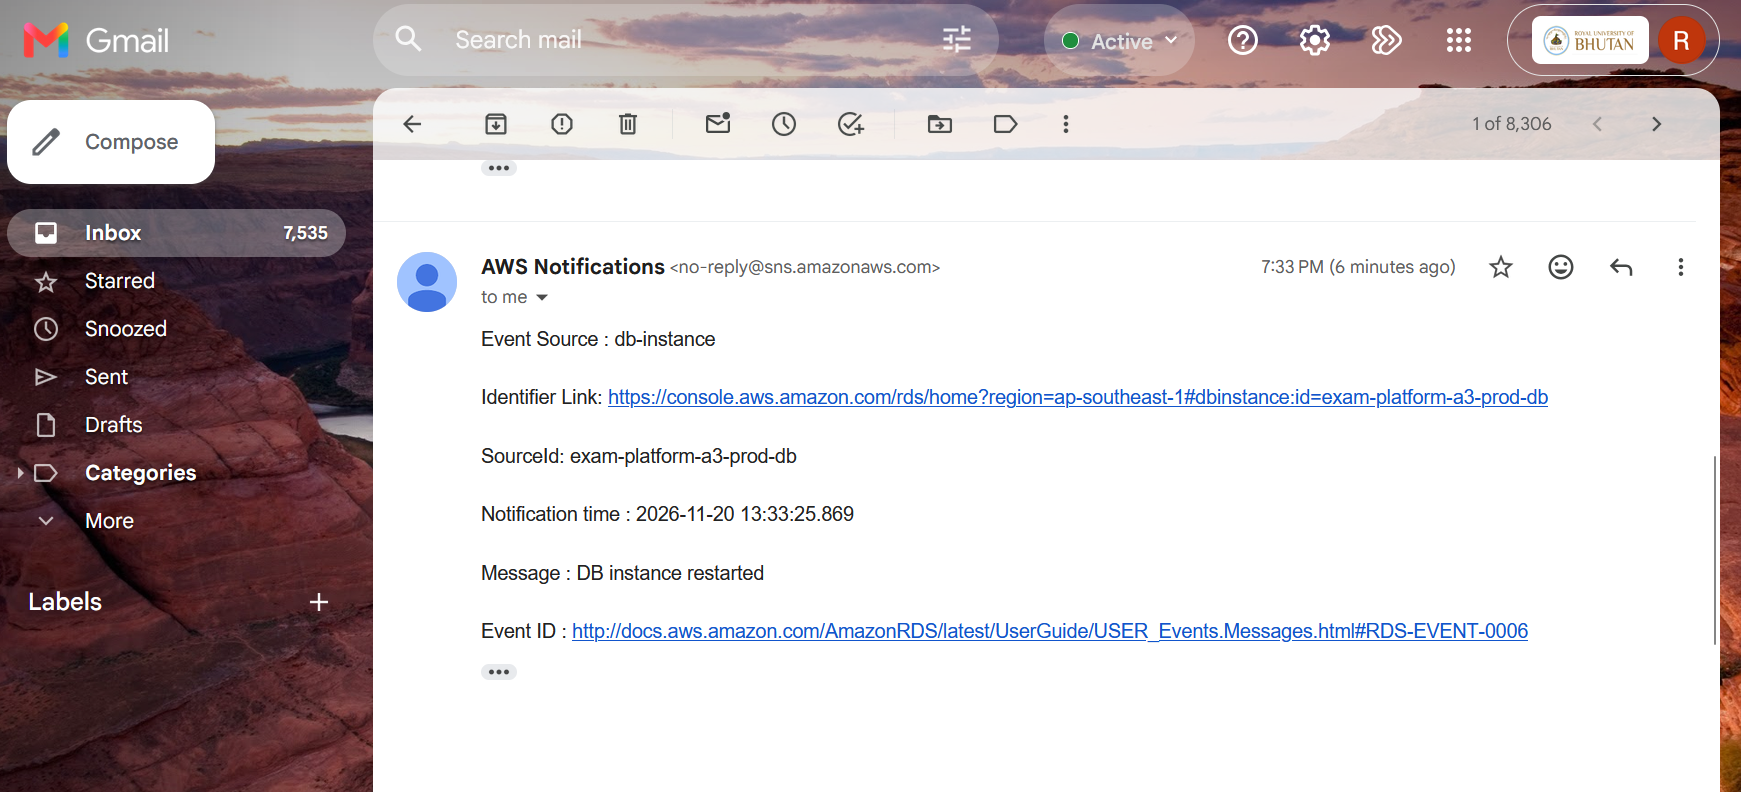 Gmail
Search mail
Active
ROYAL UNIVERSITY OF
BHUTAN
R
Compose
1 of 8,306
Inbox 7,535
Starred
Snoozed
Sent
Drafts
Categories
More
Labels
AWS Notifications <no-reply@sns.amazonaws.com>
7:33 PM (6 minutes ago)
to me
Event Source : db-instance
Identifier Link: https://console.aws.amazon.com/rds/home?region=ap-southeast-1#dbinstance:id=exam-platform-a3-prod-db
SourceId: exam-platform-a3-prod-db
Notification time : 2026-11-20 13:33:25.869
Message : DB instance restarted
Event ID : http://docs.aws.amazon.com/AmazonRDS/latest/UserGuide/USER_Events.Messages.html#RDS-EVENT-0006